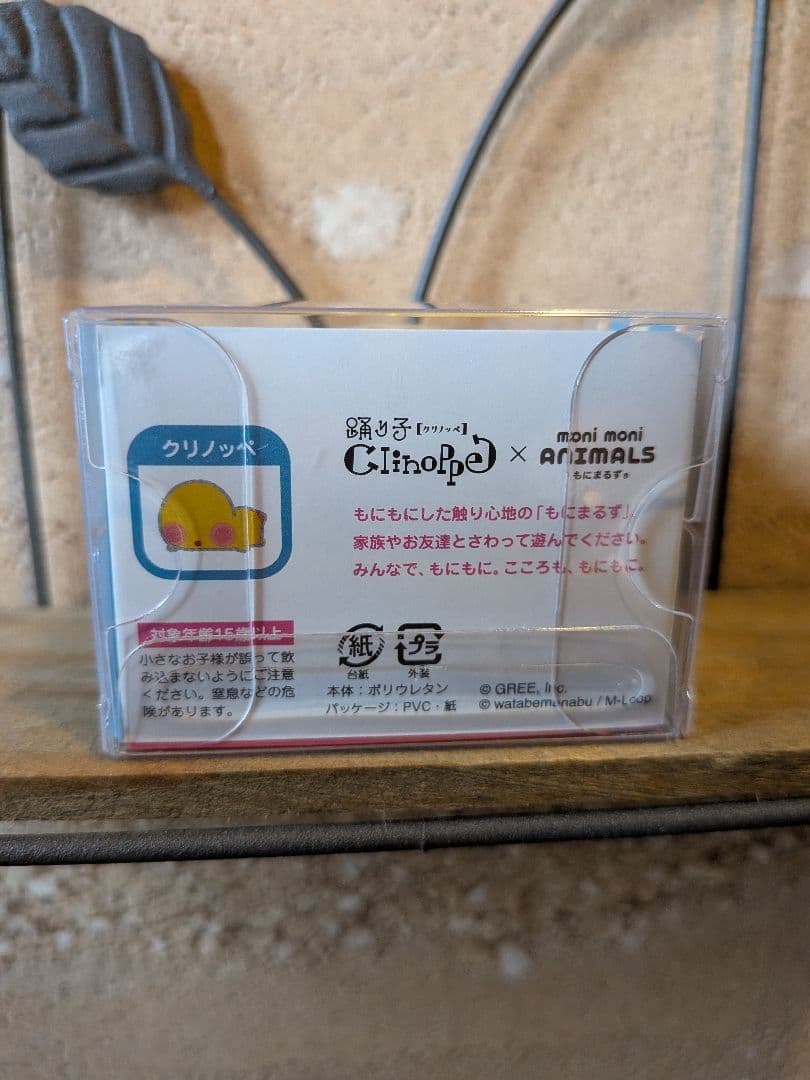 クリノッペ
踊り子[クリノッペ]
Clinoppe × moni moni ANIMALS
もにまるず
もにもにした触り心地の「もにまるず」。
家族やお友達とさわって遊んでください。
みんなで、もにもに。こころも、もにもに。
対象年齢15歳以上
小さなお子様が誤って飲
み込まないようにご注意
ください。窒息などの危
険があります。
紙
台紙
プラ
外装
本体：ポリウレタン
パッケージ：PVC・紙
© GREE, Inc.
© watabemanabu / M-Loop